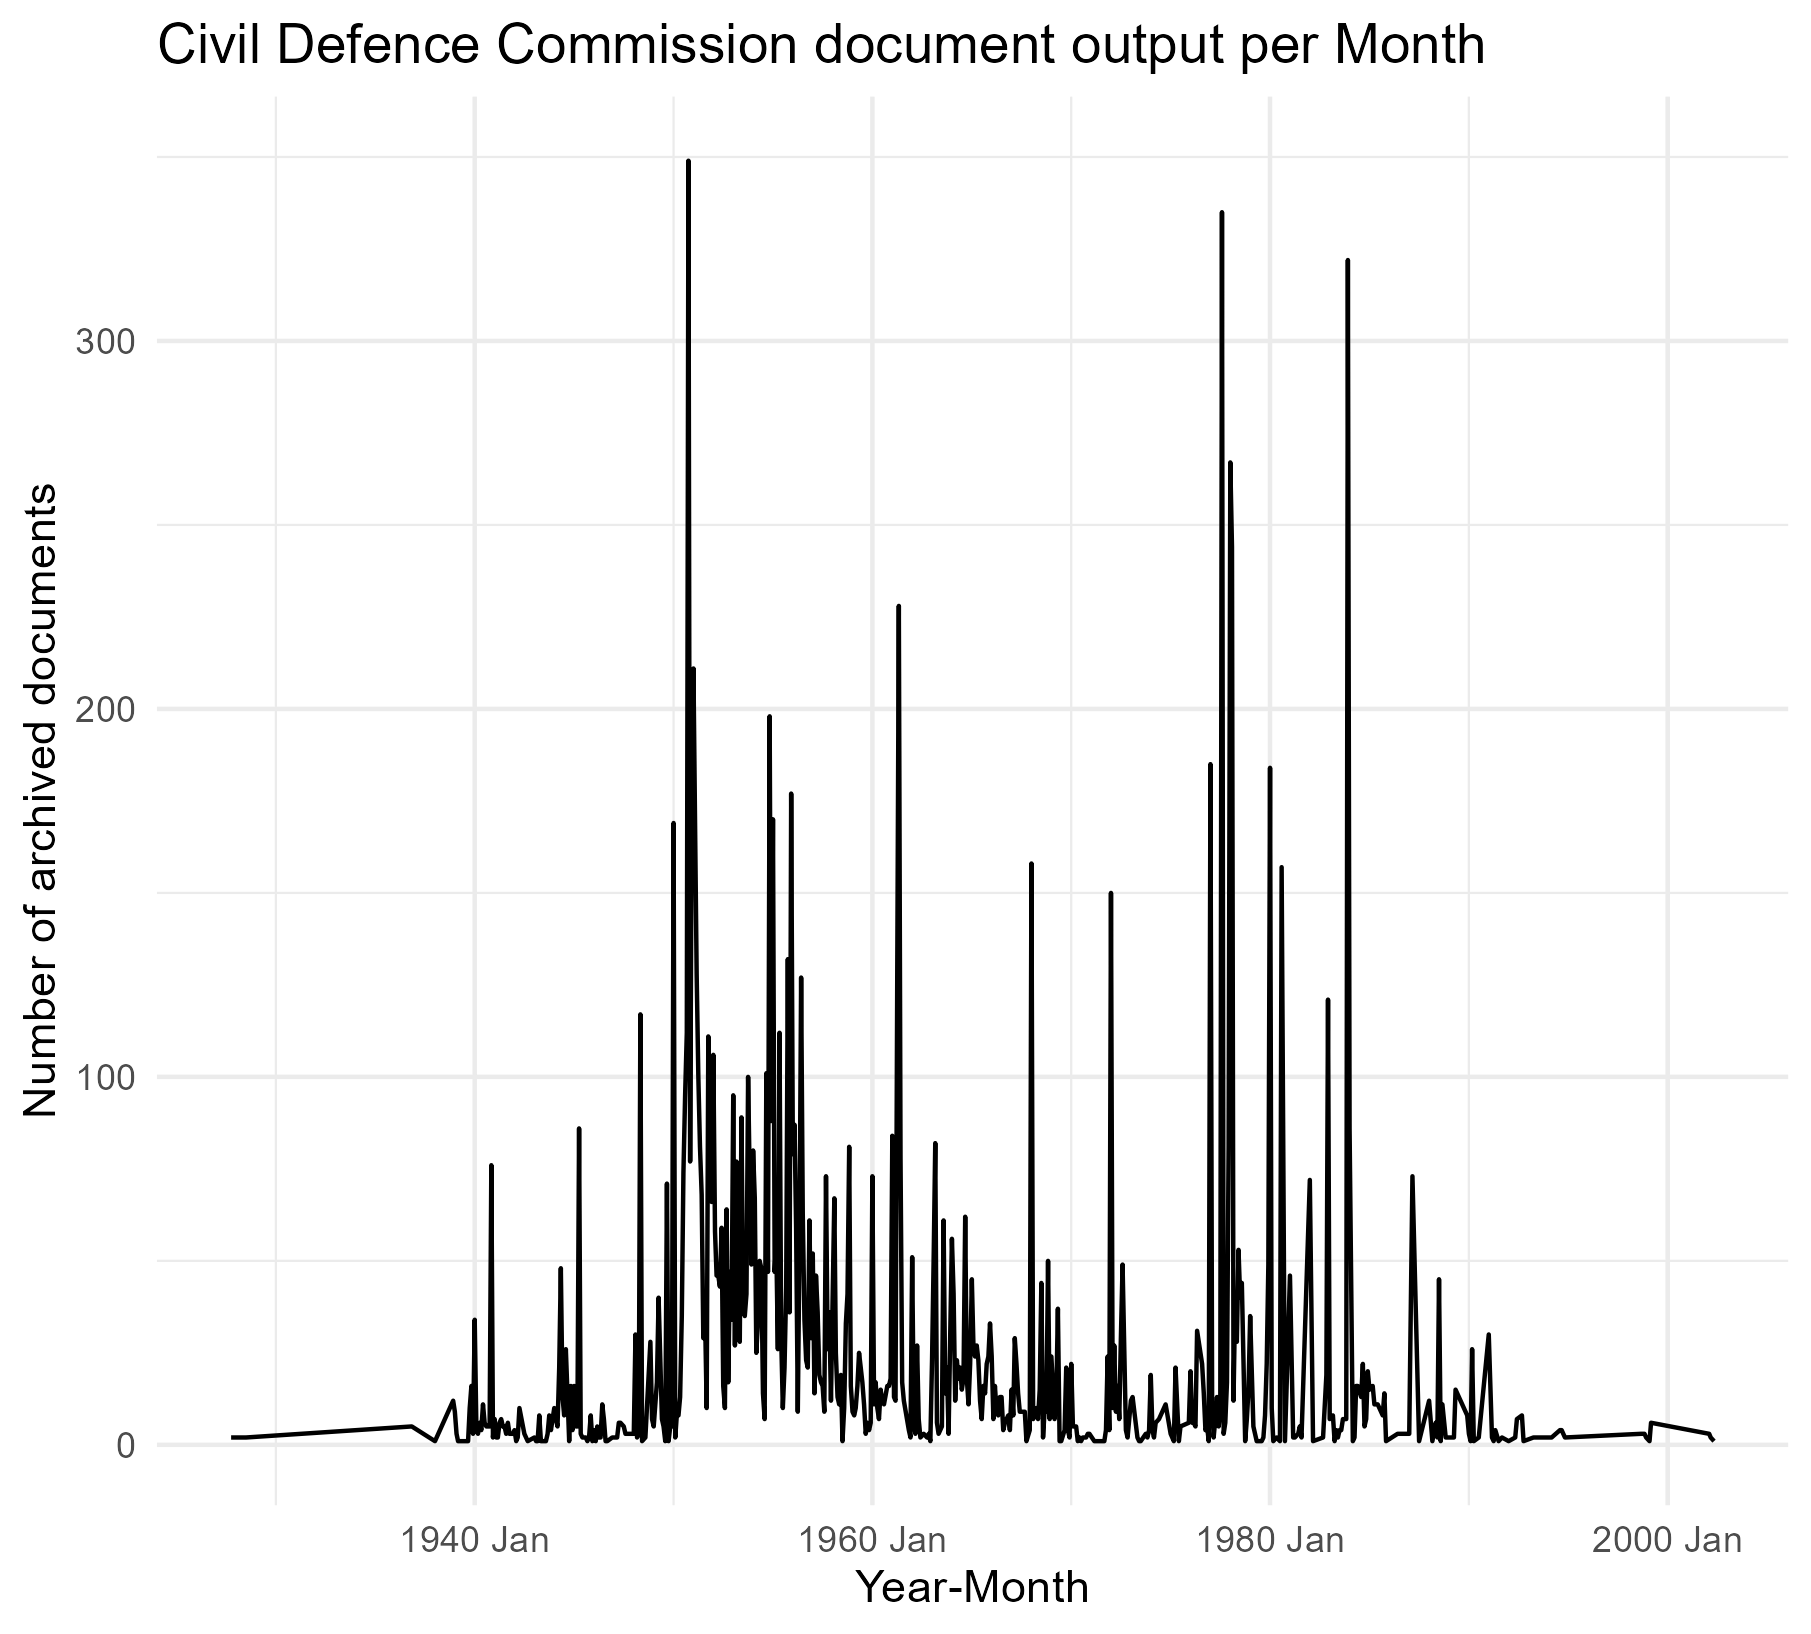 Civil Defence Commission document output per Month
Number of archived documents
300
200
100
0
1940 Jan
1960 Jan
1980 Jan
2000 Jan
Year-Month